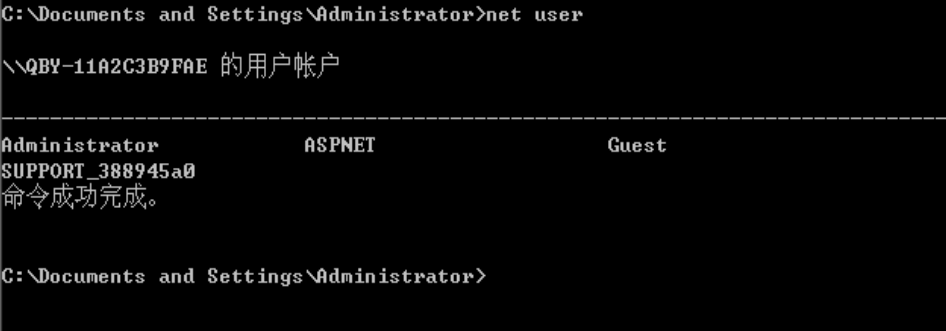 C:\Documents and Settings\Administrator>net user
\\QBY-11A2C3B9FAE 的用户帐户
-------------------------------------------------------------------------------
Administrator            ASPNET                   Guest
SUPPORT_388945a0
命令成功完成。
C:\Documents and Settings\Administrator>